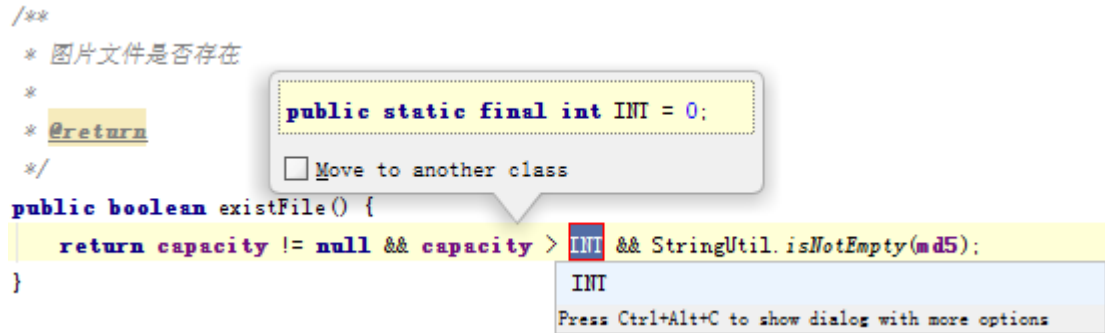 /**
* 图片文件是否存在
*
* @return
*/
public static final int INT = 0;
Move to another class
public boolean existFile() {
return capacity != null && capacity > INT && StringUtil.isNotEmpty(md5);
}
INT
Press Ctrl+Alt+C to show dialog with more options